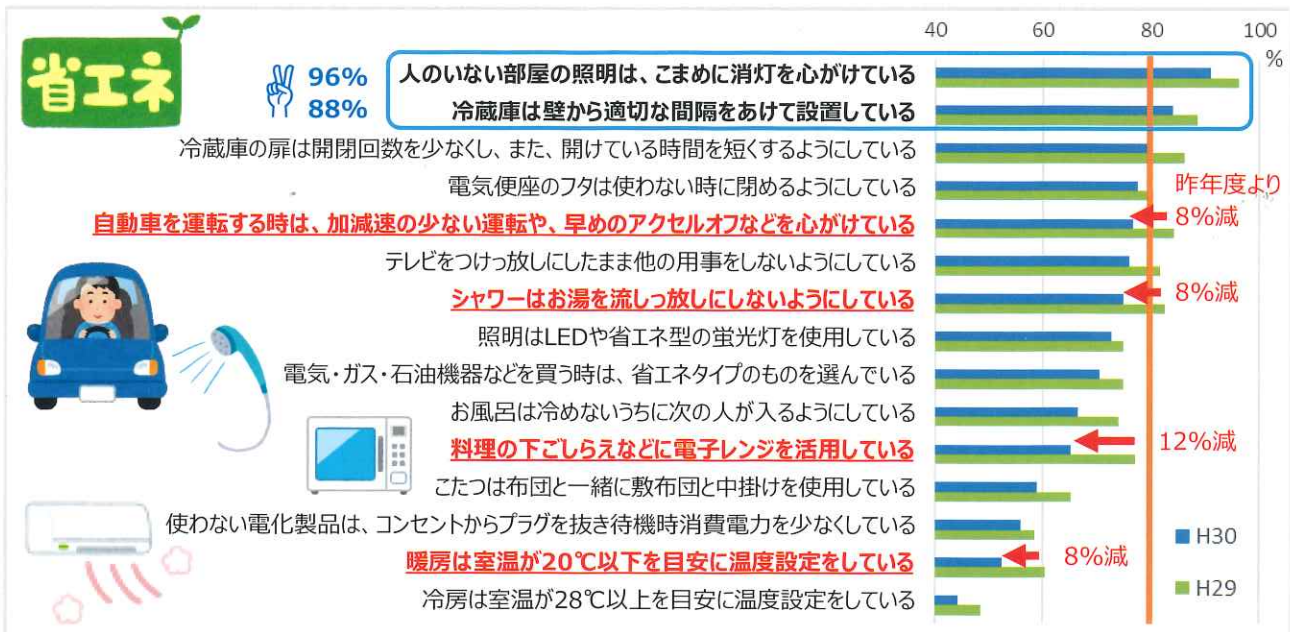 省エネ
40 60 80 100
%
96% 人のいない部屋の照明は、こまめに消灯を心がけている
88% 冷蔵庫は壁から適切な間隔をあけて設置している
冷蔵庫の扉は開閉回数を少なくし、また、開けている時間を短くするようにしている
電気便座のフタは使わない時に閉めるようにしている
昨年度より
自動車を運転する時は、加減速の少ない運転や、早めのアクセルオフなどを心がけている 8%減
テレビをつけっ放しにしたまま他の用事をしないようにしている
シャワーはお湯を流しっ放しにしないようにしている 8%減
照明はLEDや省エネ型の蛍光灯を使用している
電気・ガス・石油機器などを買う時は、省エネタイプのものを選んでいる
お風呂は冷めないうちに次の人が入るようにしている
料理の下ごしらえなどに電子レンジを活用している 12%減
こたつは布団と一緒に敷布団と中掛けを使用している
使わない電化製品は、コンセントからプラグを抜き待機時消費電力を少なくしている
H30
暖房は室温が20℃以下を目安に温度設定をしている 8%減
H29
冷房は室温が28℃以上を目安に温度設定をしている